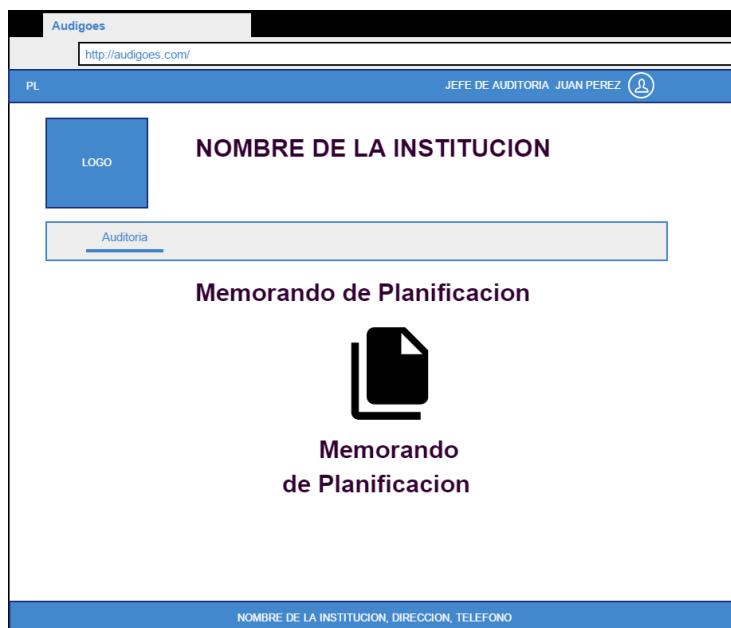 Audigoes
http://audigoes.com/
PL
JEFE DE AUDITORIA JUAN PEREZ
LOGO
NOMBRE DE LA INSTITUCION
Auditoria
Memorando de Planificacion
Memorando
de Planificacion
NOMBRE DE LA INSTITUCION, DIRECCION, TELEFONO